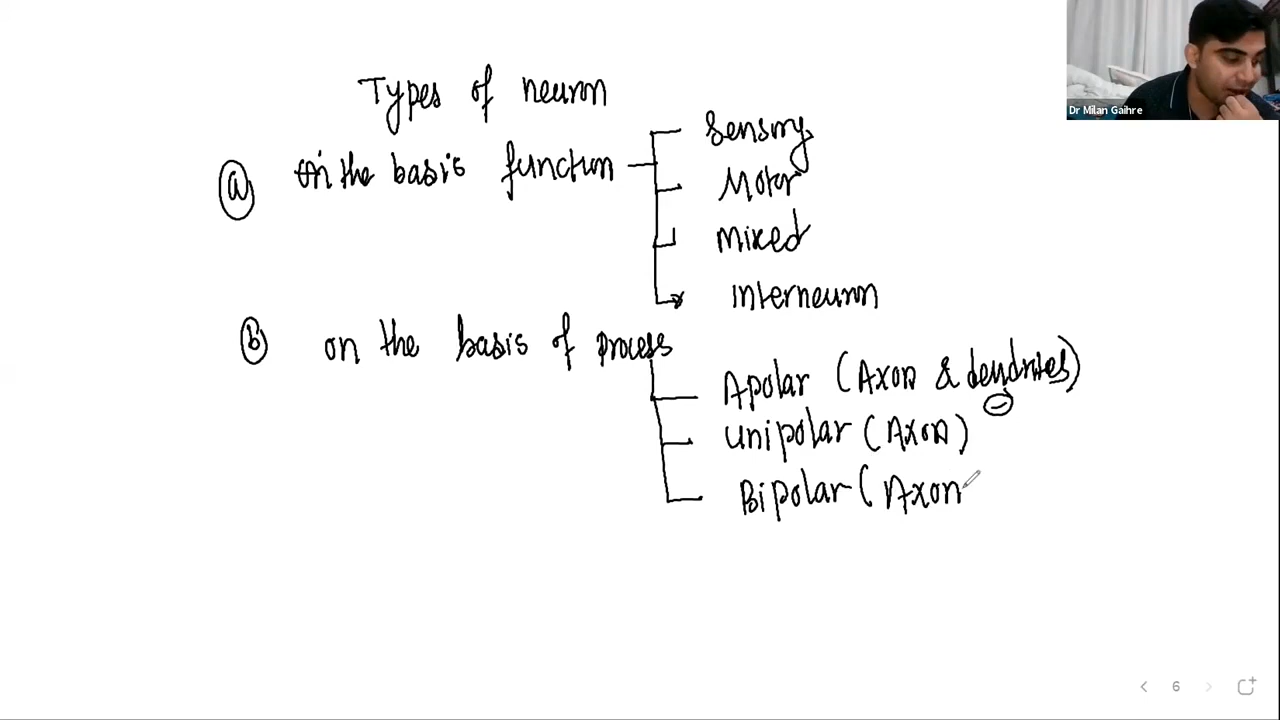 Types of neuron
Dr Milan Gaihre
a on the basis function
Sensory
Motor
mixed
interneuron
b on the basis of process
Apolar (Axon & dendrites)
-
unipolar (Axon)
Bipolar (Axon
6